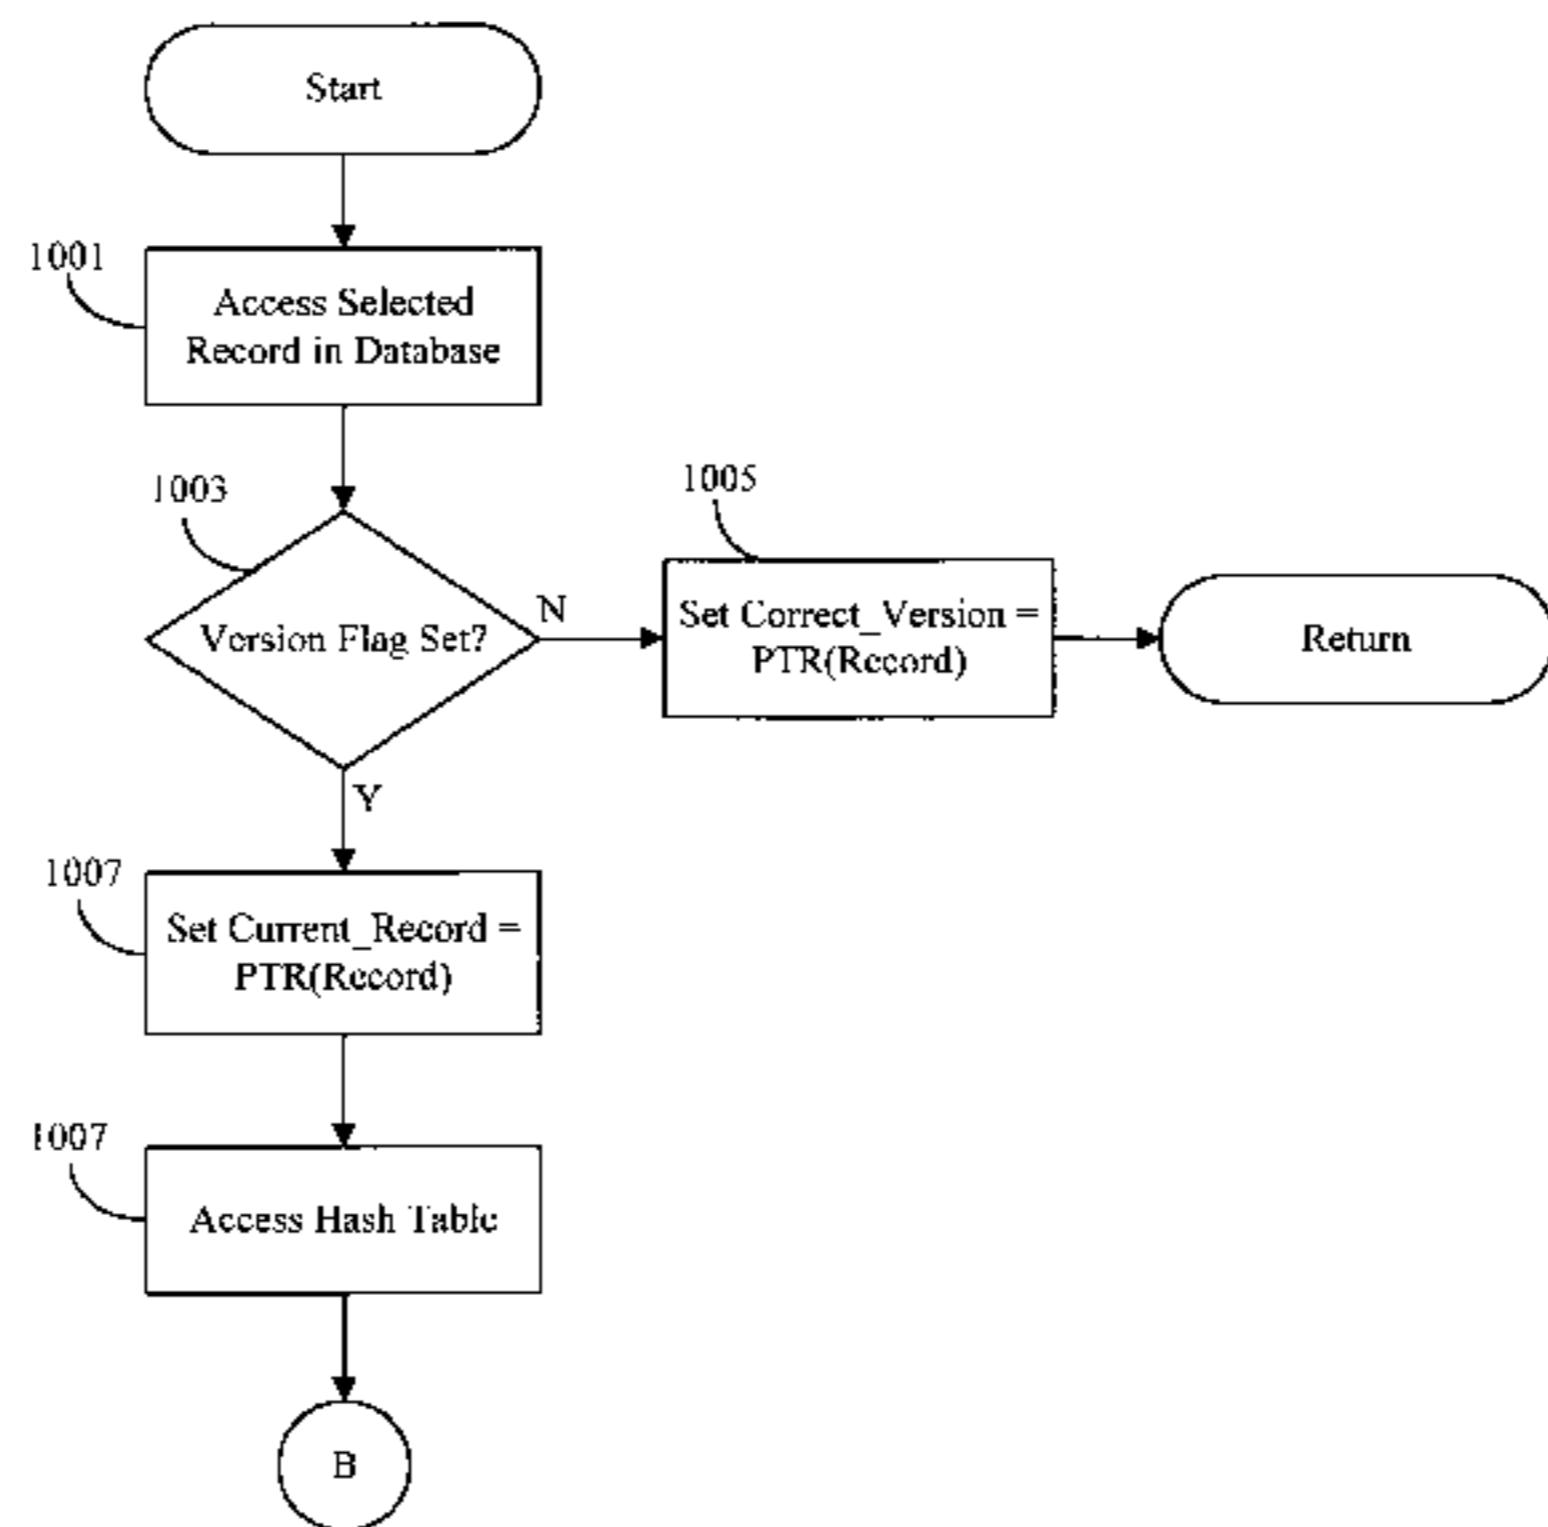 Start
1001
Access Selected
Record in Database
1003
Version Flag Set?
N
1005
Set Correct_Version =
PTR(Record)
Return
Y
1007
Set Current_Record =
PTR(Record)
1007
Access Hash Table
B